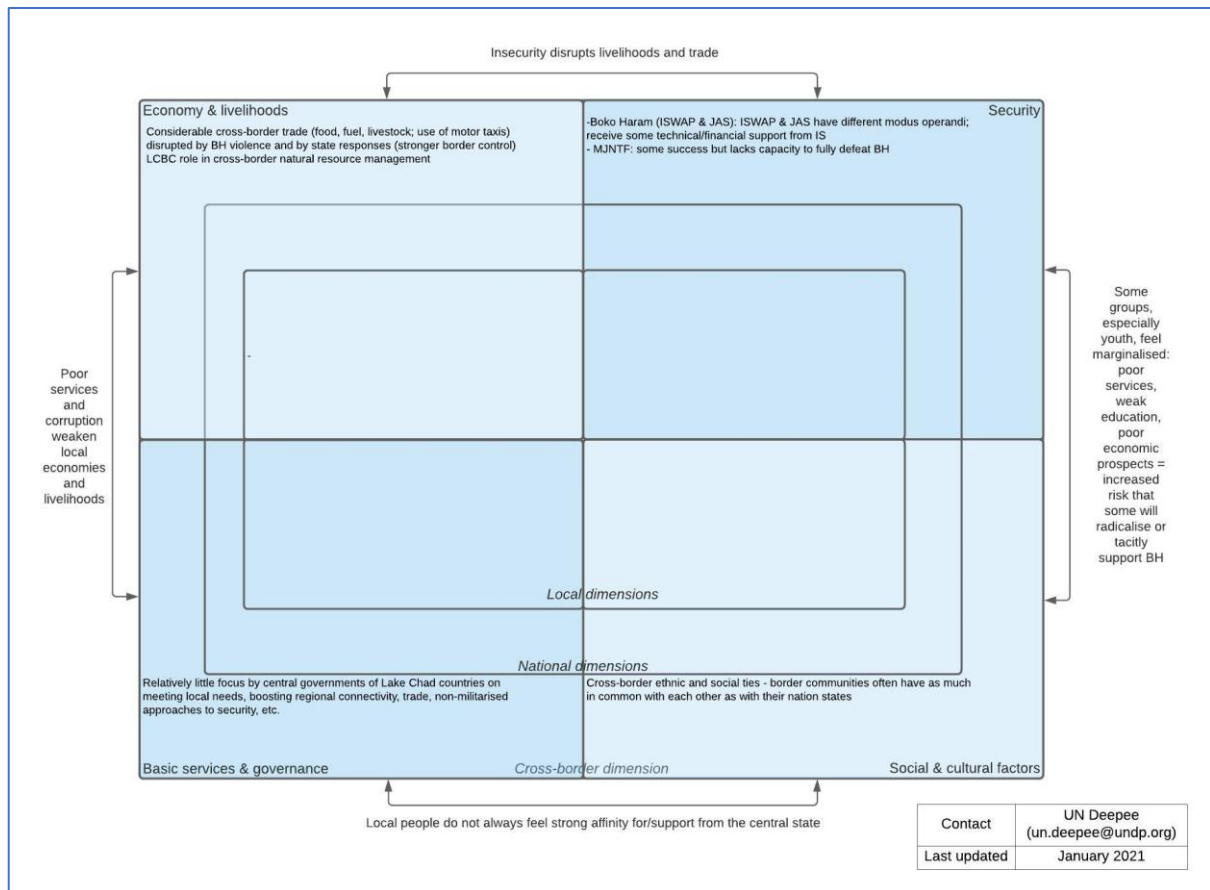 Insecurity disrupts livelihoods and trade
Economy & livelihoods
Considerable cross-border trade (food, fuel, livestock; use of motor taxis)
disrupted by BH violence and by state responses (stronger border control)
LCBC role in cross-border natural resource management
Security
-Boko Haram (ISWAP & JAS): ISWAP & JAS have different modus operandi;
receive some technical/financial support from IS
- MJNTF: some success but lacks capacity to fully defeat BH
-
Poor
services
and
corruption
weaken
local
economies
and
livelihoods
Some
groups,
especially
youth, feel
marginalised:
poor
services,
weak
education,
poor
economic
prospects =
increased
risk that
some will
radicalise or
tacitly
support BH
Local dimensions
National dimensions
Relatively little focus by central governments of Lake Chad countries on
meeting local needs, boosting regional connectivity, trade, non-militarised
approaches to security, etc.
Cross-border ethnic and social ties - border communities often have as much
in common with each other as with their nation states
Basic services & governance
Cross-border dimension
Social & cultural factors
Local people do not always feel strong affinity for/support from the central state
Contact
UN Deepee
(un.deepee@undp.org)
Last updated
January 2021